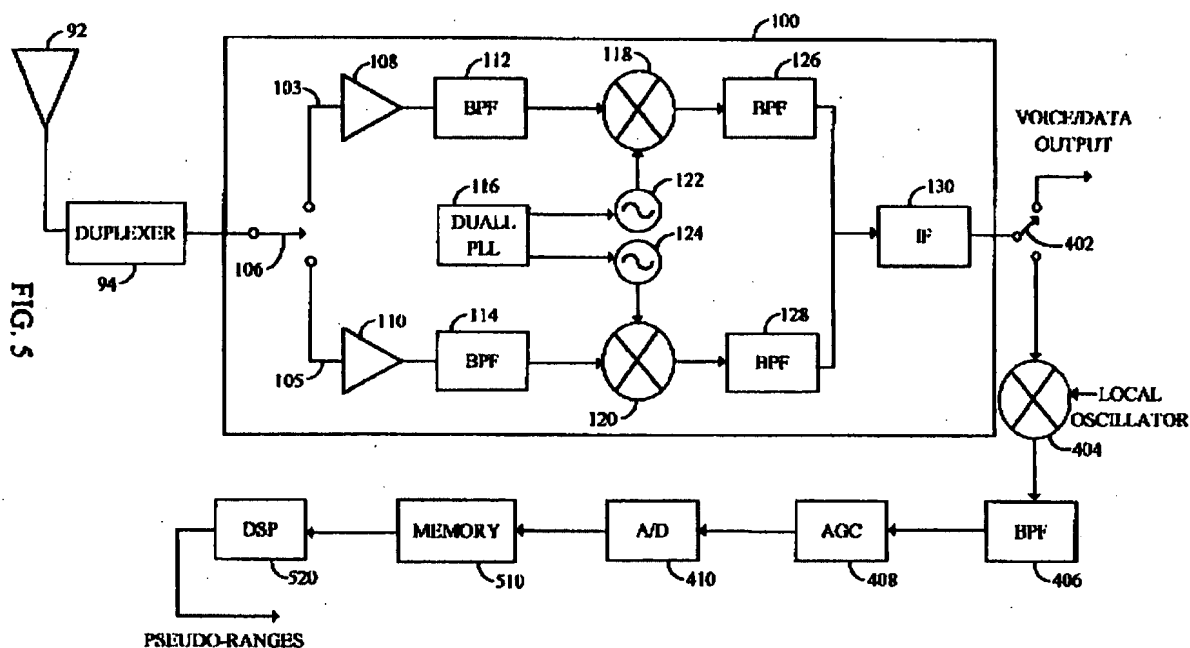 92
100
108
112
118
126
103
BPF
BPF
VOICE/DATA
OUTPUT
116
122
130
DUALL
PLL
124
DUPLEXER
106
IF
402
94
110
114
128
BPF
BPF
105
120
LOCAL
OSCILLATOR
404
FIG. 5
DSP
MEMORY
A/D
AGC
BPF
520
510
410
408
406
PSEUDO-RANGES